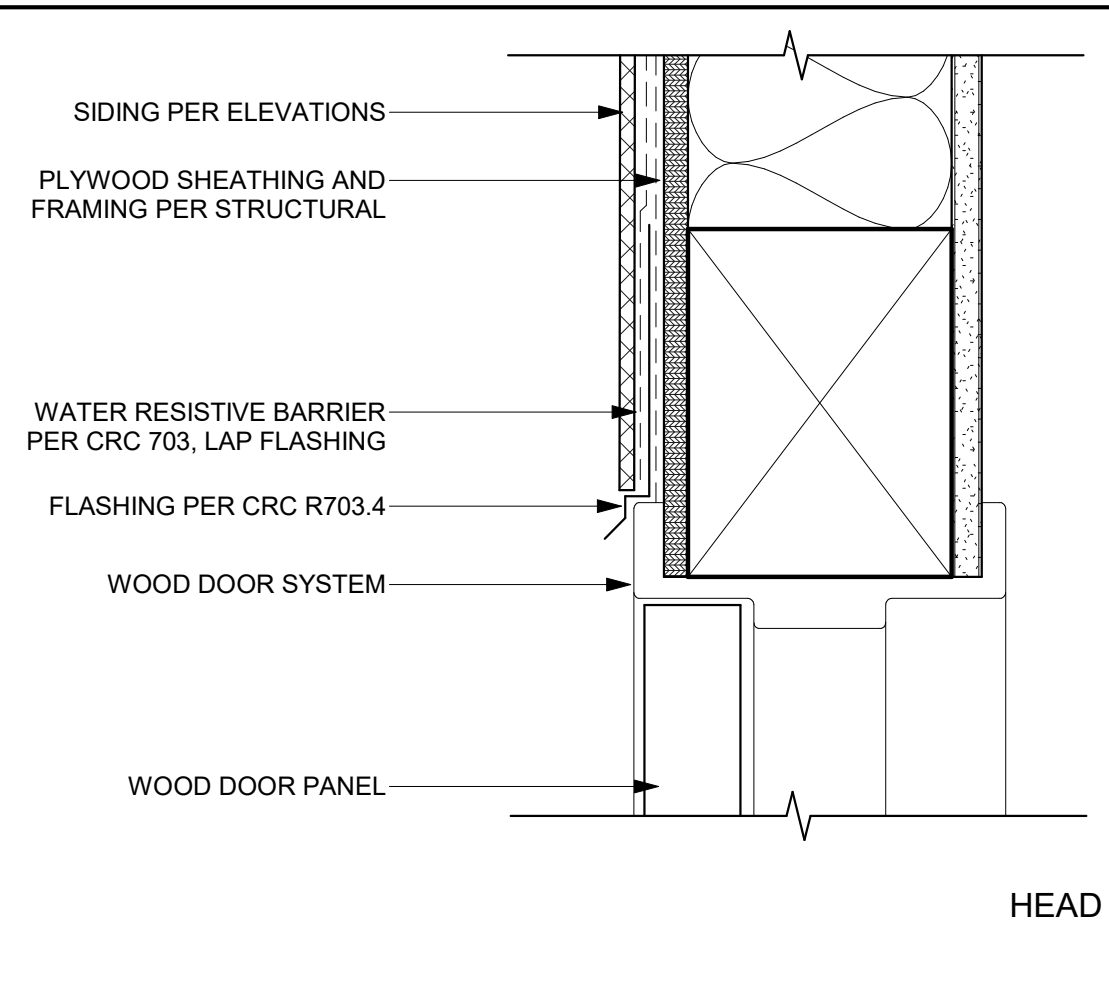 SIDING PER ELEVATIONS
PLYWOOD SHEATHING AND
FRAMING PER STRUCTURAL
WATER RESISTIVE BARRIER
PER CRC 703, LAP FLASHING
FLASHING PER CRC R703.4
WOOD DOOR SYSTEM
WOOD DOOR PANEL
HEAD